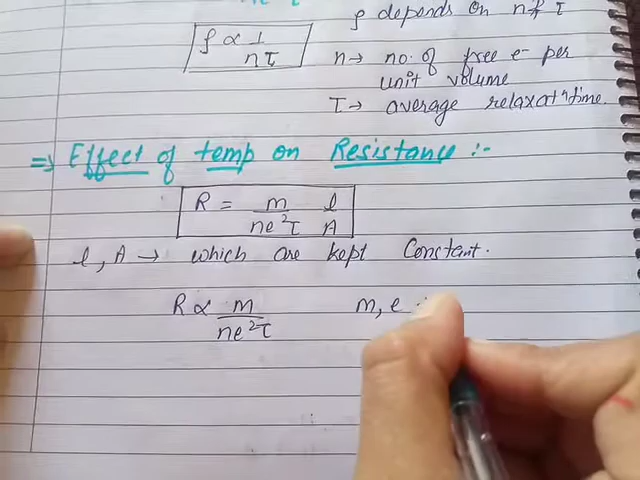 ρ depends on n & τ
ρ ∝ 1/nτ
n → no. of free e⁻ per
unit volume
τ → average relaxatⁿ time.
⇒ Effect of temp on Resistance :-
R = m/ne²τ l/A
l, A → which are kept Constant.
R ∝ m/ne²τ m, e